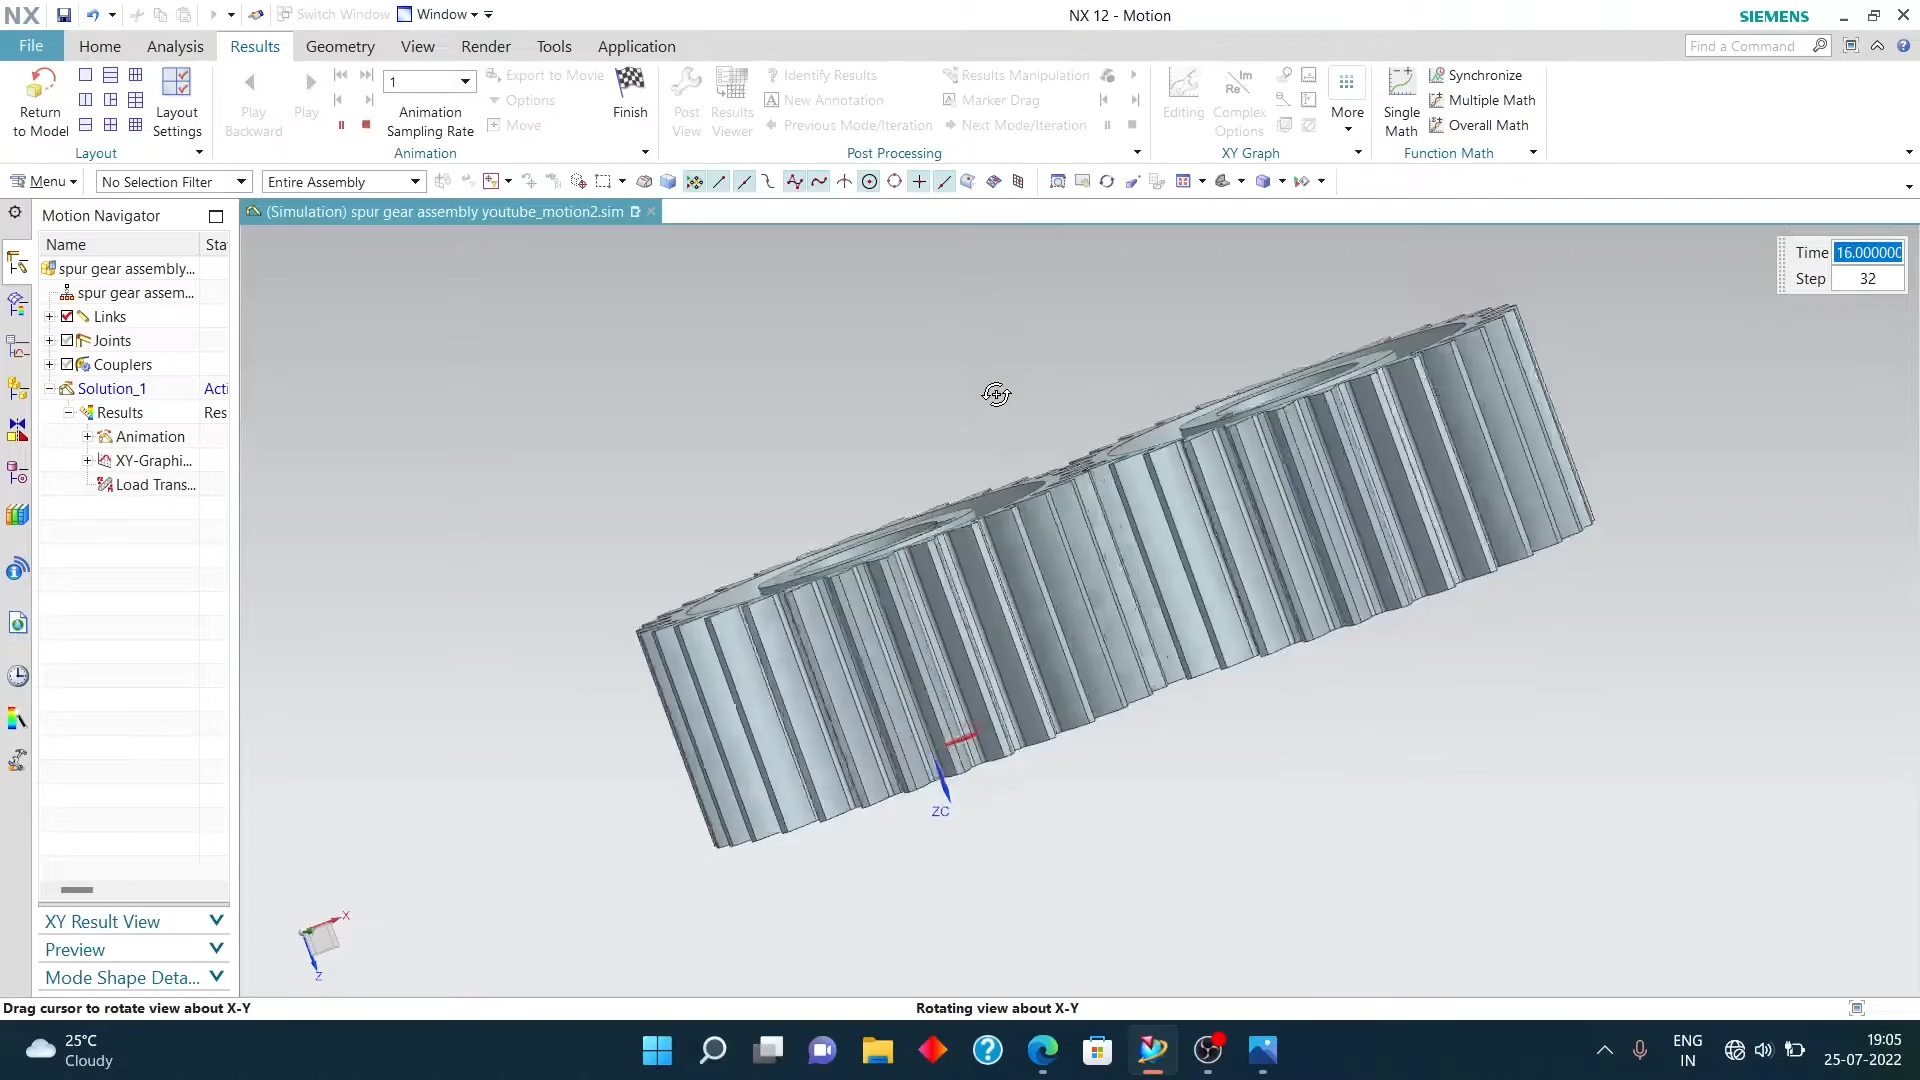 NX
Switch Window
Window
NX 12 - Motion
SIEMENS
File
Home
Analysis
Results
Geometry
View
Render
Tools
Application
Find a Command
Return
to Model
Layout
Settings
Layout
Play
Backward
Play
1
Animation
Sampling Rate
Export to Movie
Options
Move
Finish
Animation
Post
View
Results
Viewer
Identify Results
New Annotation
Previous Mode/Iteration
Results Manipulation
Marker Drag
Next Mode/Iteration
Post Processing
Editing
Complex
Options
More
XY Graph
Single
Math
Synchronize
Multiple Math
Overall Math
Function Math
Menu
No Selection Filter
Entire Assembly
Motion Navigator
(Simulation) spur gear assembly youtube_motion2.sim
Name
Sta
spur gear assembly...
spur gear assem...
Links
Joints
Couplers
Solution_1
Acti
Results
Res
Animation
XY-Graphi...
Load Trans...
Time
16.000000
Step
32
ZC
X
Z
XY Result View
Preview
Mode Shape Deta...
Drag cursor to rotate view about X-Y
Rotating view about X-Y
25°C
Cloudy
ENG
IN
19:05
25-07-2022